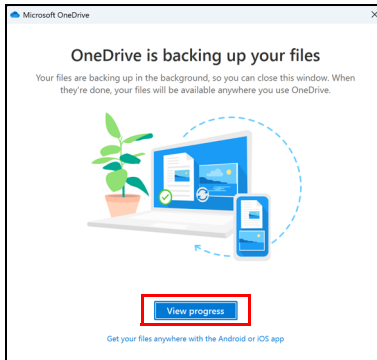 Microsoft OneDrive
OneDrive is backing up your files
Your files are backing up in the background, so you can close this window. When
they're done, your files will be available anywhere you use OneDrive.
View progress
Get your files anywhere with the Android or iOS app